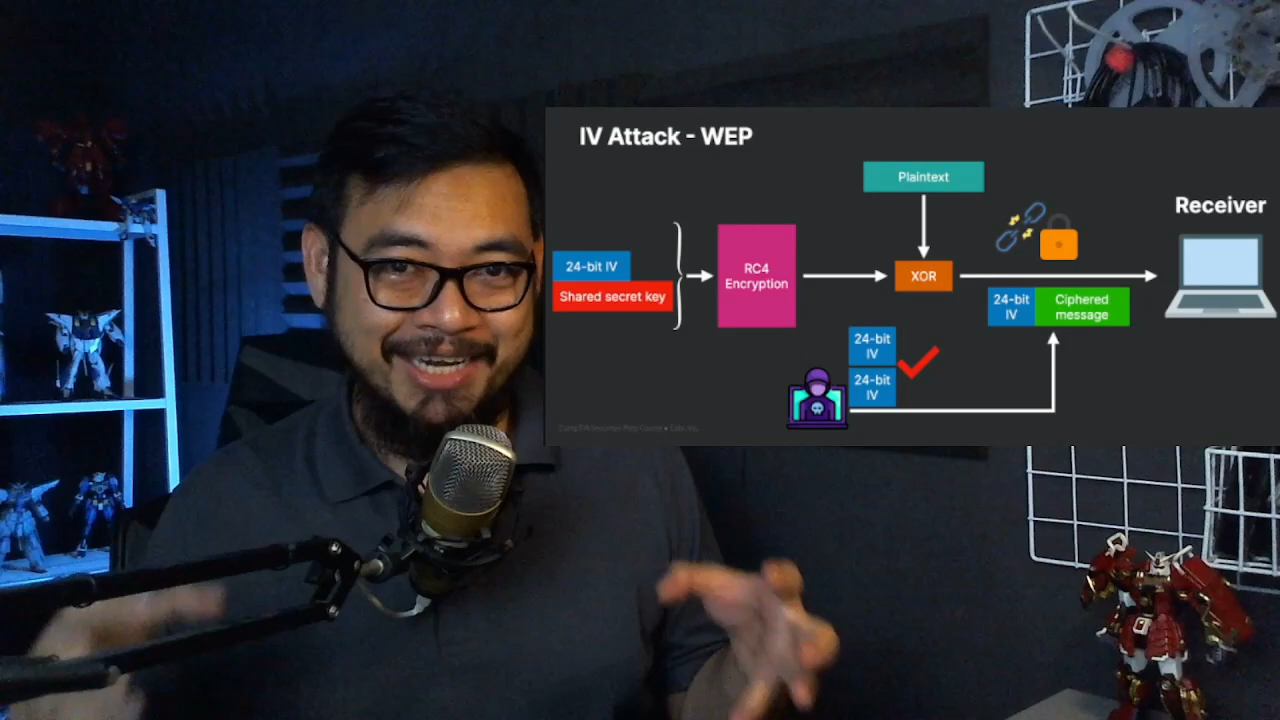 IV Attack - WEP
Plaintext
Receiver
24-bit IV
Shared secret key
RC4
Encryption
XOR
24-bit
IV
Ciphered
message
24-bit
IV
24-bit
IV